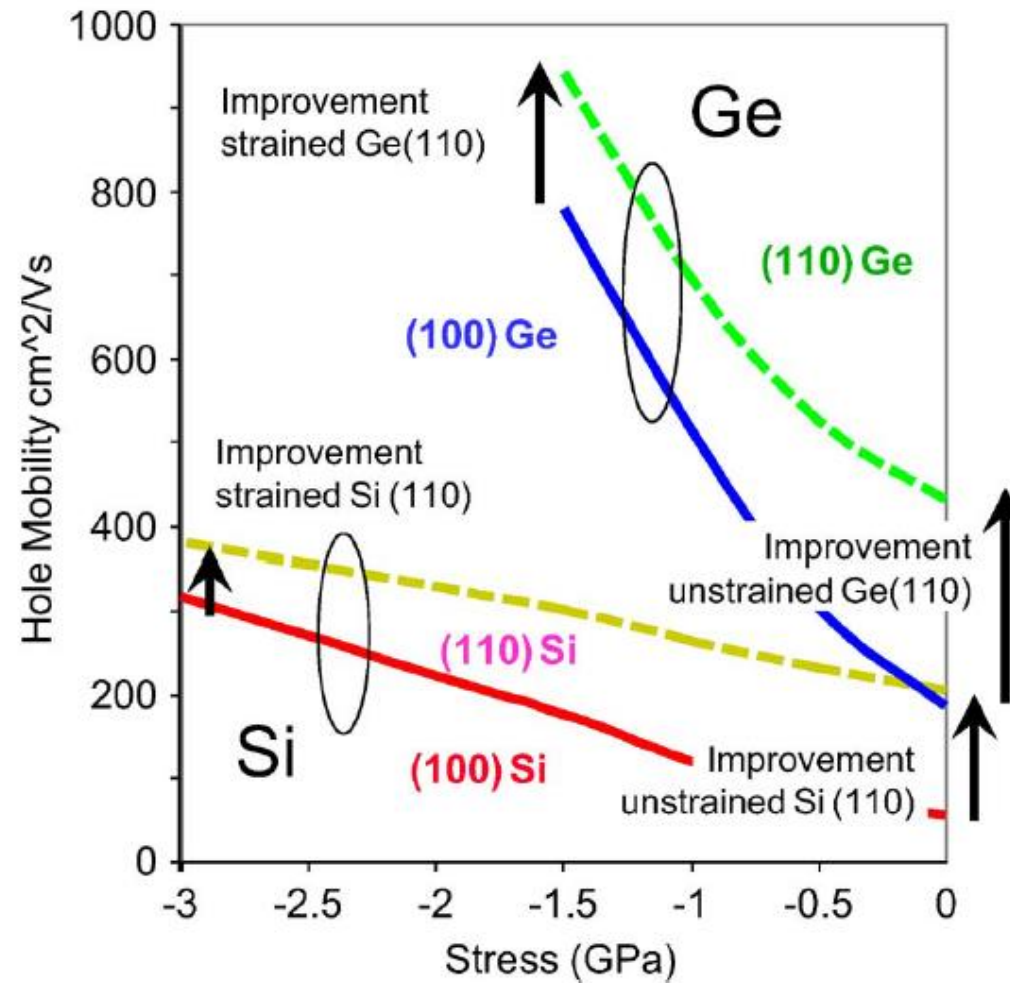 1000
Improvement
strained Ge(110)
Ge
800
(110) Ge
(100) Ge
600
Hole Mobility cm^2/Vs
Improvement
strained Si (110)
400
Improvement
unstrained Ge(110)
(110) Si
200
Si
(100) Si
Improvement
unstrained Si (110)
0
-3 -2.5 -2 -1.5 -1 -0.5 0
Stress (GPa)